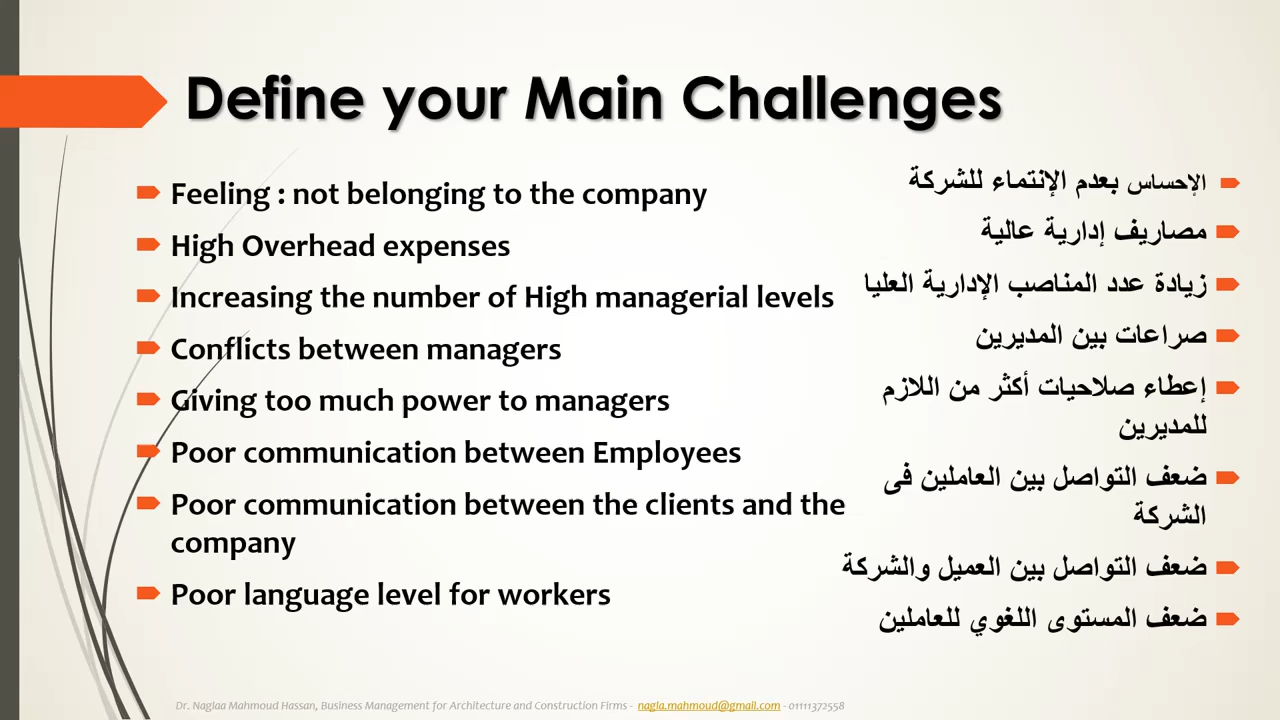 Define your Main Challenges
Feeling : not belonging to the company
High Overhead expenses
Increasing the number of High managerial levels
Conflicts between managers
Giving too much power to managers
Poor communication between Employees
Poor communication between the clients and the
company
Poor language level for workers
الإحساس بعدم الإنتماء للشركة
مصاريف إدارية عالية
زيادة عدد المناصب الإدارية العليا
صراعات بين المديرين
إعطاء صلاحيات أكثر من اللازم
للمديرين
ضعف التواصل بين العاملين فى
الشركة
ضعف التواصل بين العميل والشركة
ضعف المستوى اللغوي للعاملين
Dr. Naglaa Mahmoud Hassan, Business Management for Architecture and Construction Firms - nagla.mahmoud@gmail.com - 01111372558